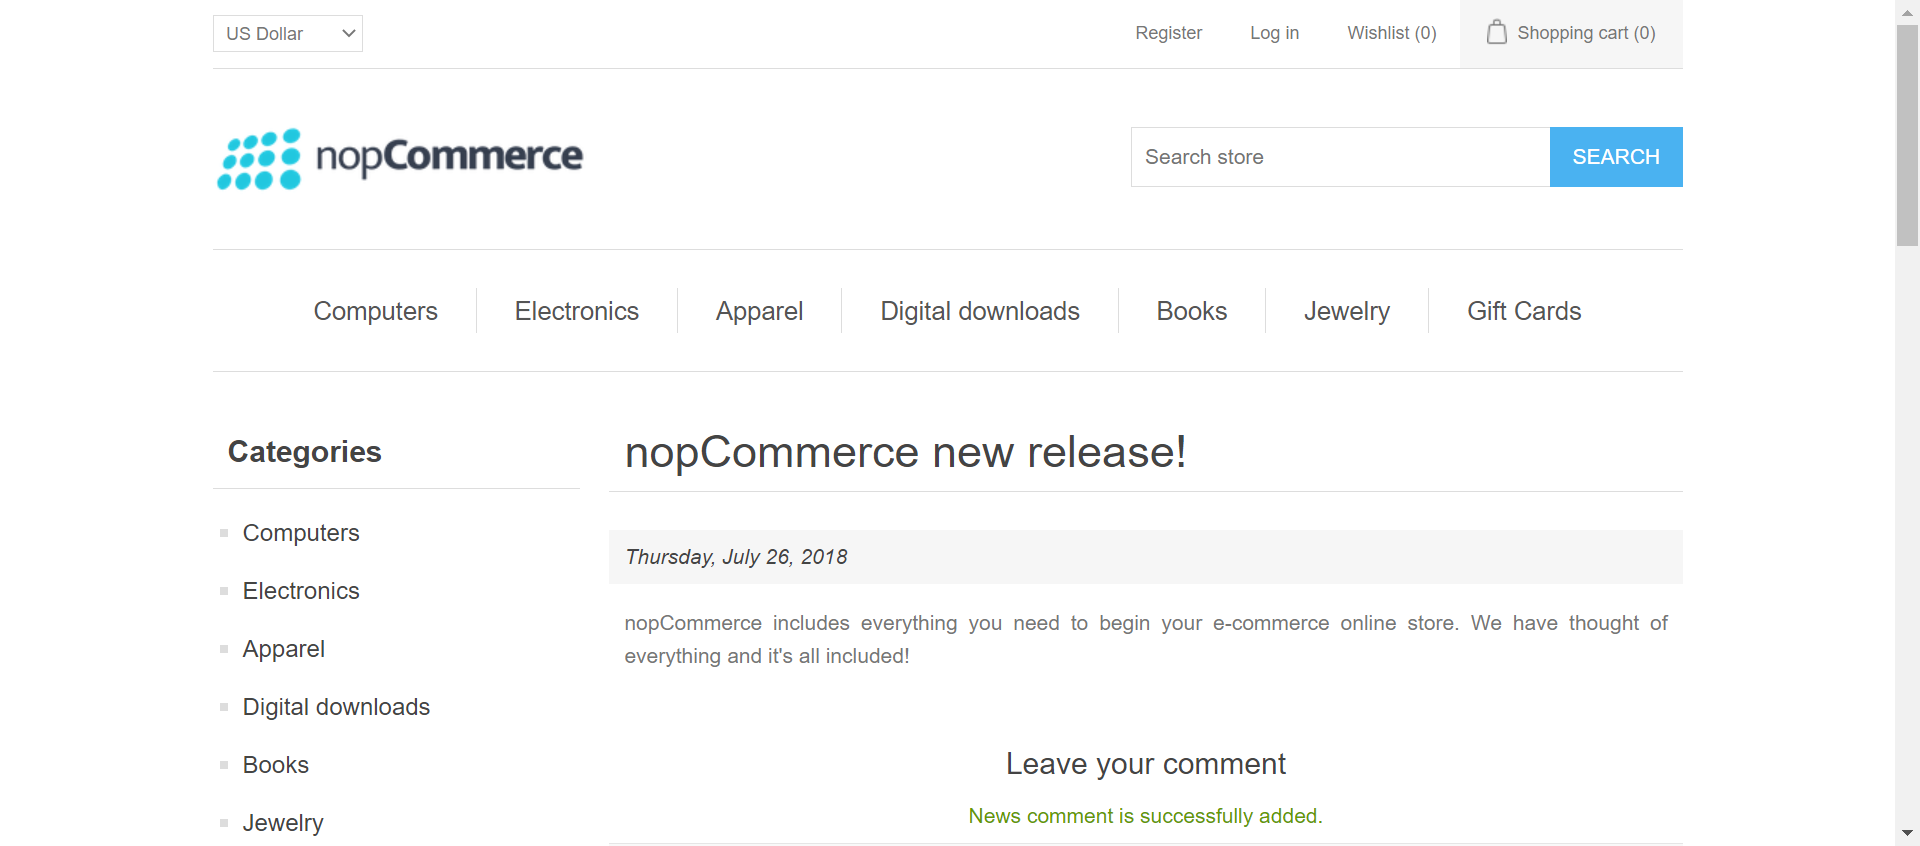 US Dollar
Register
Log in
Wishlist (0)
Shopping cart (0)
nopCommerce
Search store
SEARCH
Computers
Electronics
Apparel
Digital downloads
Books
Jewelry
Gift Cards
Categories
Computers
Electronics
Apparel
Digital downloads
Books
Jewelry
nopCommerce new release!
Thursday, July 26, 2018
nopCommerce includes everything you need to begin your e-commerce online store. We have thought of
everything and it's all included!
Leave your comment
News comment is successfully added.